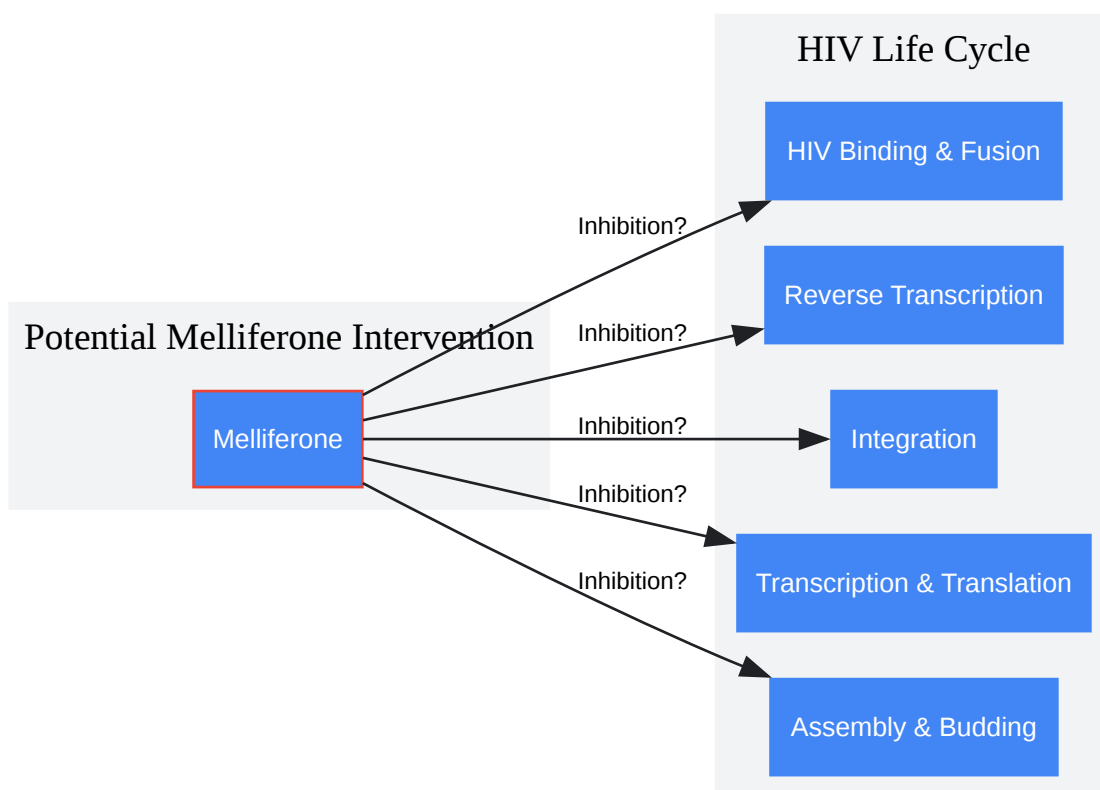 HIV Life Cycle
HIV Binding & Fusion
Inhibition?
Reverse Transcription
Potential Melliferone Intervention
Inhibition?
Melliferone
Inhibition?
Integration
Inhibition?
Transcription & Translation
Inhibition?
Assembly & Budding